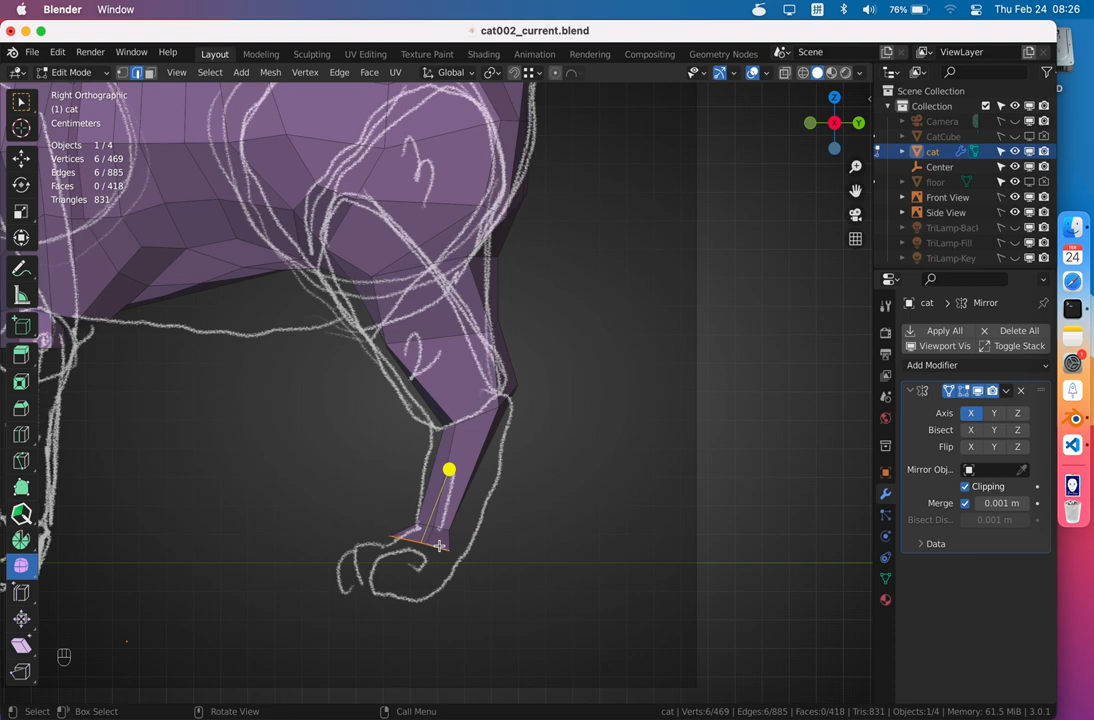 Blender Window 76% Thu Feb 24 08:26
cat002_current.blend
File Edit Render Window Help Layout Modeling Sculpting UV Editing Texture Paint Shading Animation Rendering Compositing Geometry Nodes Scene ViewLayer
Edit Mode View Select Add Mesh Vertex Edge Face UV Global
Right Orthographic
(1) cat
Centimeters
Objects 1 / 4
Vertices 6 / 469
Edges 6 / 885
Faces 0 / 418
Triangles 831
Z
X
Y
Scene Collection
Collection
Camera
CatCube
cat
Center
floor
Front View
Side View
TriLamp-Back
TriLamp-Fill
TriLamp-Key
cat Mirror
Apply All Delete All
Viewport Vis Toggle Stack
Add Modifier
Axis X Y Z
Bisect X Y Z
Flip X Y Z
Mirror Obj..
Clipping
Merge 0.001 m
Bisect Dis... 0.001 m
Data
FEB
24
Select Box Select Rotate View Call Menu cat | Verts:6/469 | Edges:6/885 | Faces:0/418 | Tris:831 | Objects:1/4 | Memory: 61.5 MiB | 3.0.1